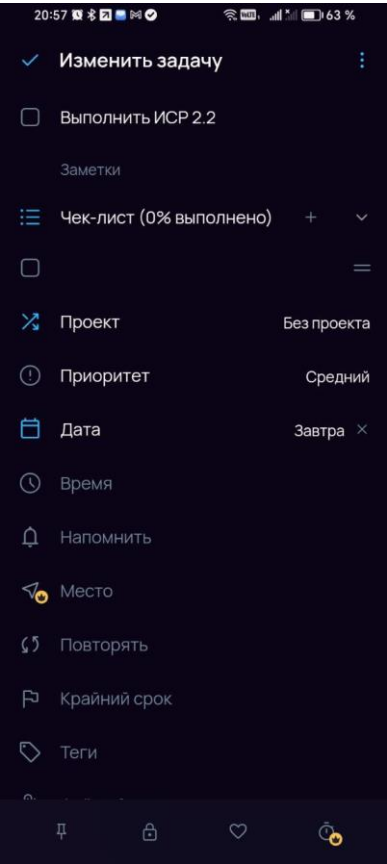 20:57 63 %
Изменить задачу
Выполнить ИСР 2.2
Заметки
Чек-лист (0% выполнено)
Проект Без проекта
Приоритет Средний
Дата Завтра
Время
Напомнить
Место
Повторять
Крайний срок
Теги